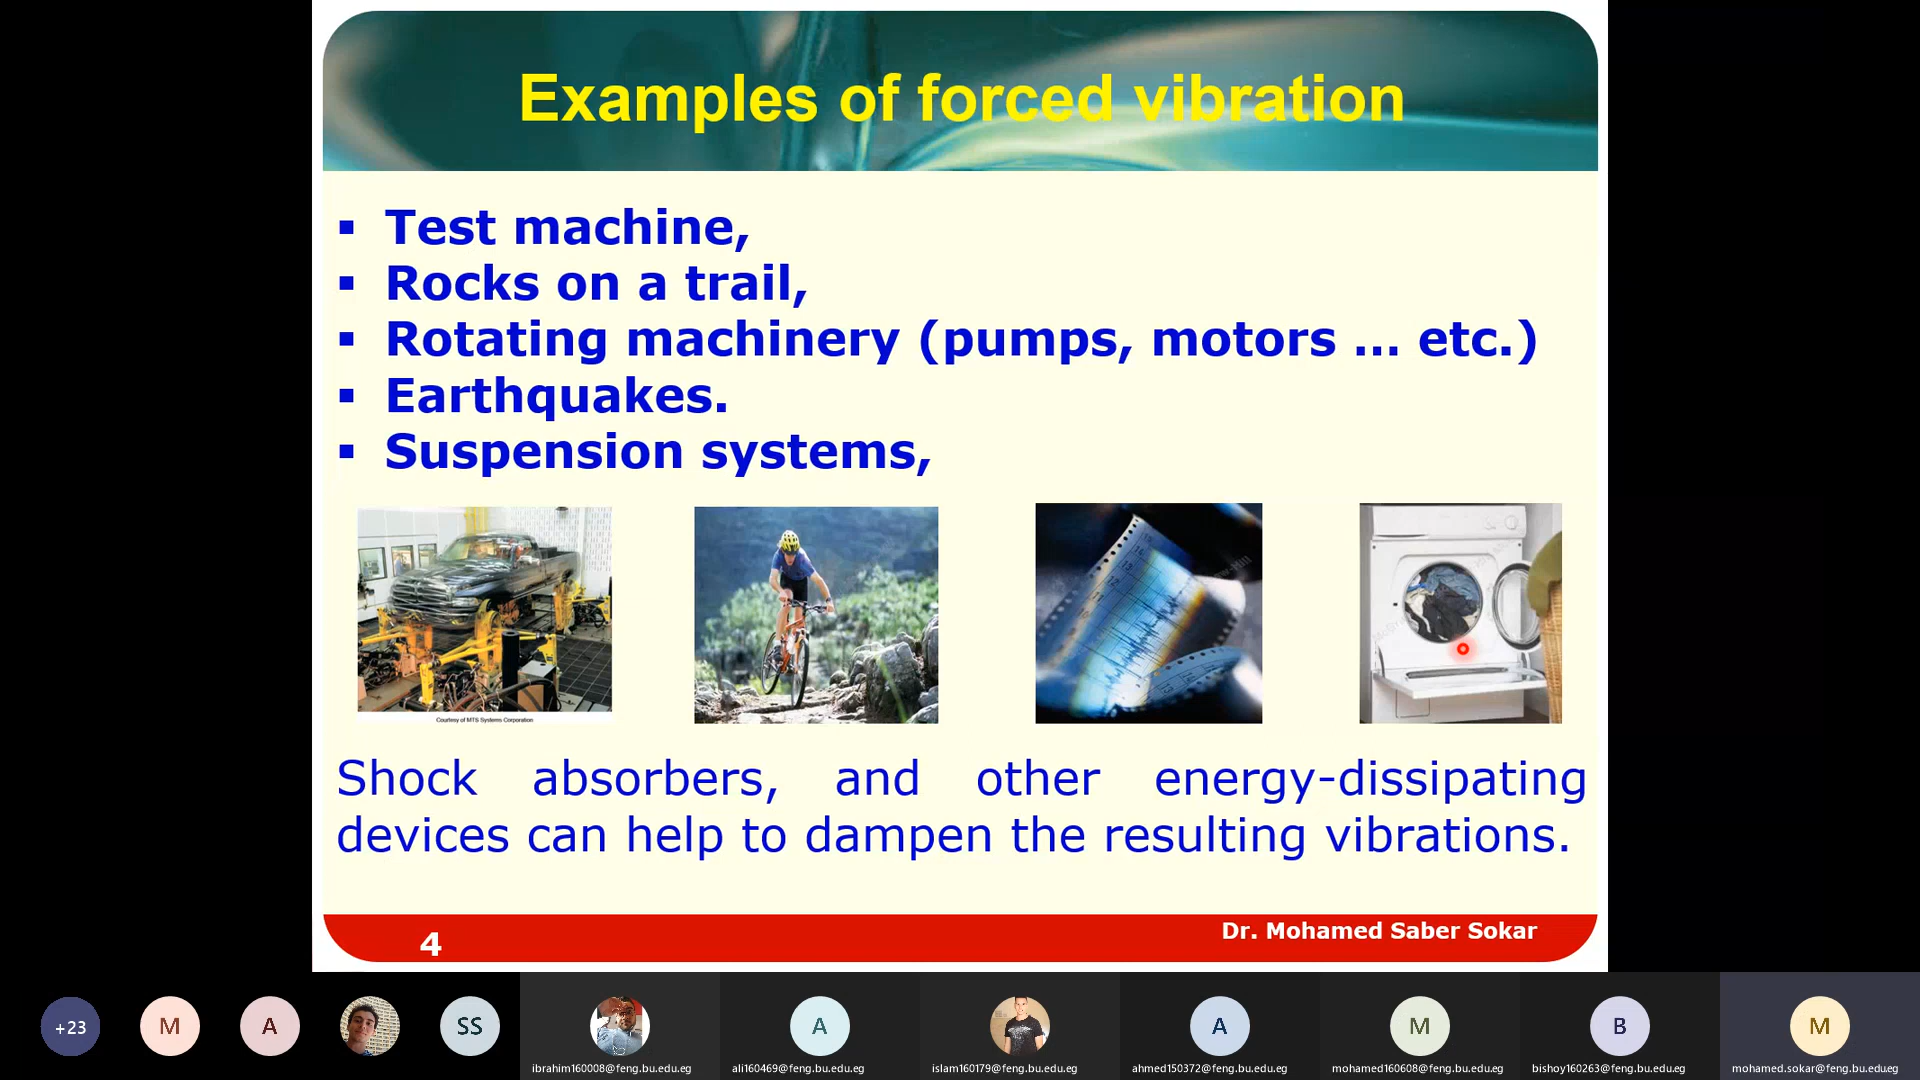 Examples of forced vibration
▪ Test machine,
▪ Rocks on a trail,
▪ Rotating machinery (pumps, motors ... etc.)
▪ Earthquakes.
▪ Suspension systems,
Courtesy of MTS Systems Corporation
Shock absorbers, and other energy-dissipating
devices can help to dampen the resulting vibrations.
4
Dr. Mohamed Saber Sokar
+23
M
A
SS
A
A
M
B
M
ibrahim160008@feng.bu.edu.eg
ali160469@feng.bu.edu.eg
islam160179@feng.bu.edu.eg
ahmed150372@feng.bu.edu.eg
mohamed160608@feng.bu.edu.eg
bishoy160263@feng.bu.edu.eg
mohamed.sokar@feng.bu.edu.eg